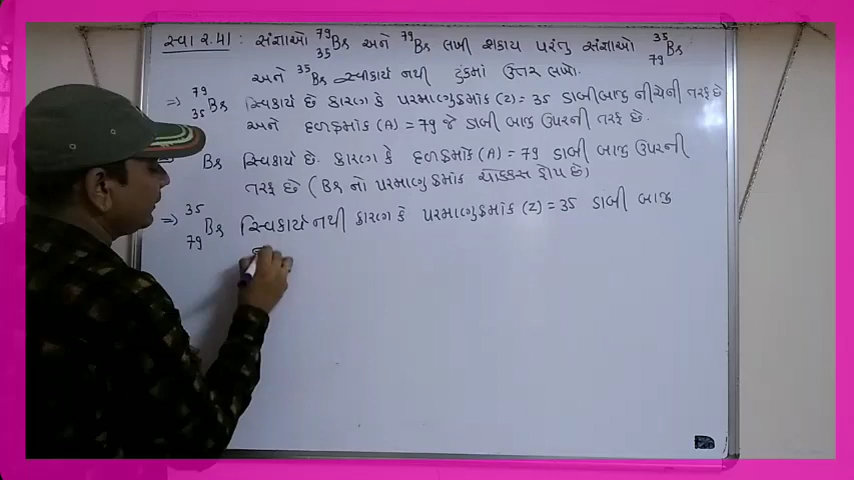 સ્વા ૨.41 : સંજ્ઞાઓ ⁷⁹₃₅Br અને ⁷⁹Br લખી શકાય પરંતુ સંજ્ઞાઓ ³⁵₇₉Br
અને ³⁵Br સ્વીકાર્ય નથી ટુંકમાં ઉત્તર લખો.
⇒ ⁷⁹₃₅Br સ્વિકાર્ય છે કારણ કે પરમાણુક્રમાંક (Z) = 35 ડાબીબાજુ નીચેની તરફ છે
અને દળક્રમાંક (A) = 79 જે ડાબી બાજુ ઉપરની તરફ છે.
Br સ્વિકાર્ય છે. કારણ કે દળક્રમાંક (A) = 79 ડાબી બાજુ ઉપરની
તરફ છે (Br નો પરમાણુ ક્રમાંક ચોક્કસ હોય છે)
⇒ ³⁵₇₉Br સ્વિકાર્ય નથી કારણ કે પરમાણુક્રમાંક (Z) = 35 ડાબી બાજુ